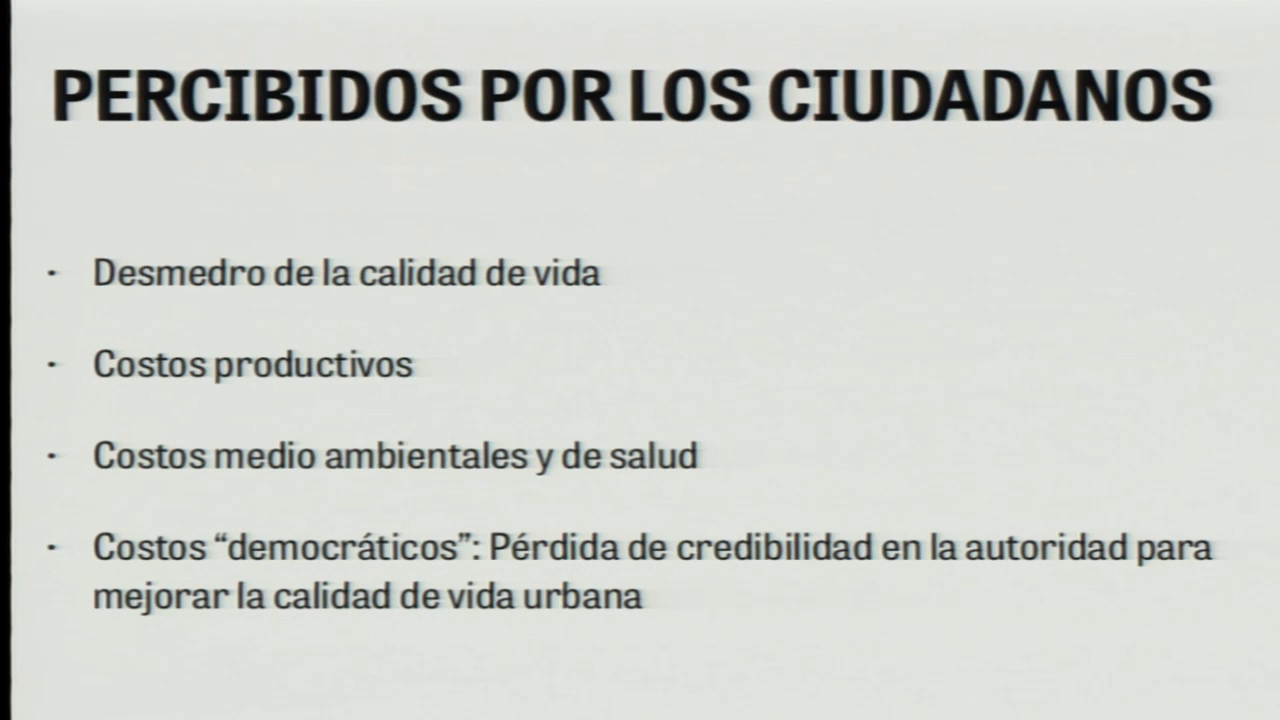 PERCIBIDOS POR LOS CIUDADANOS
· Desmedro de la calidad de vida
· Costos productivos
· Costos medio ambientales y de salud
· Costos “democráticos”: Pérdida de credibilidad en la autoridad para
mejorar la calidad de vida urbana